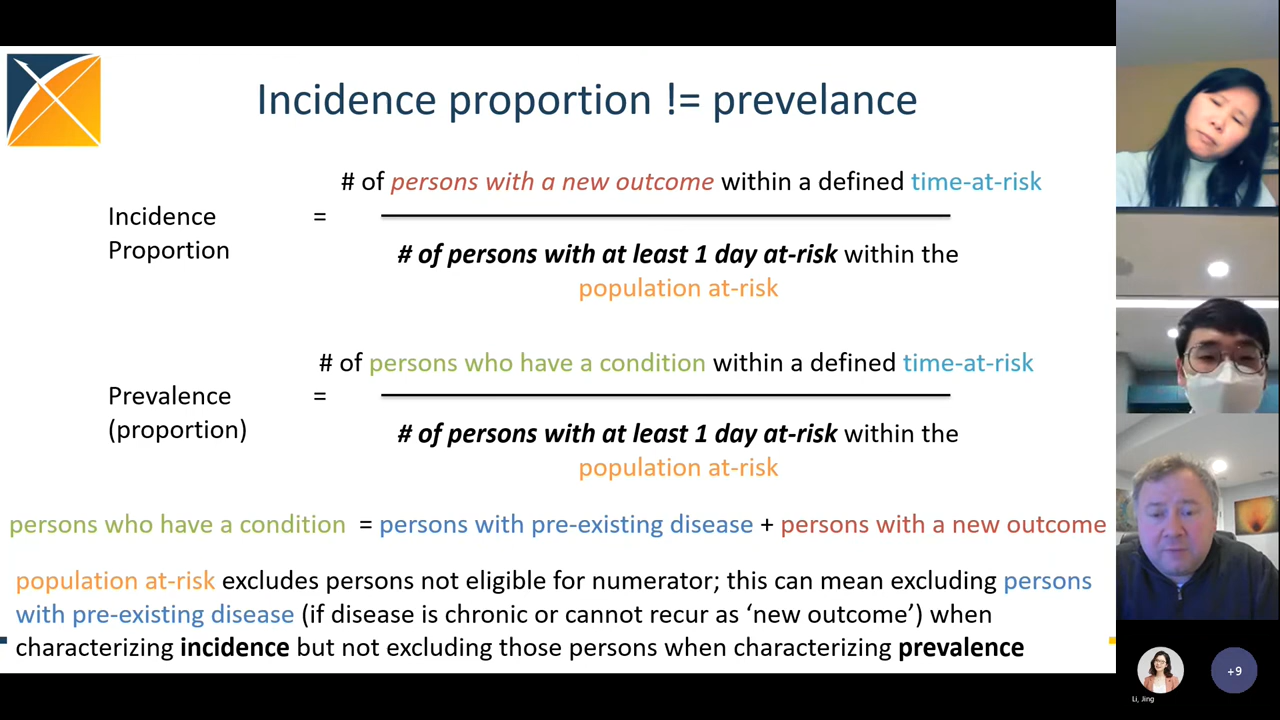 Incidence proportion != prevelance
# of persons with a new outcome within a defined time-at-risk
Incidence
Proportion
=
# of persons with at least 1 day at-risk within the
population at-risk
# of persons who have a condition within a defined time-at-risk
Prevalence
(proportion)
=
# of persons with at least 1 day at-risk within the
population at-risk
persons who have a condition = persons with pre-existing disease + persons with a new outcome
population at-risk excludes persons not eligible for numerator; this can mean excluding persons
with pre-existing disease (if disease is chronic or cannot recur as ‘new outcome’) when
characterizing incidence but not excluding those persons when characterizing prevalence
Li, Jing
+9